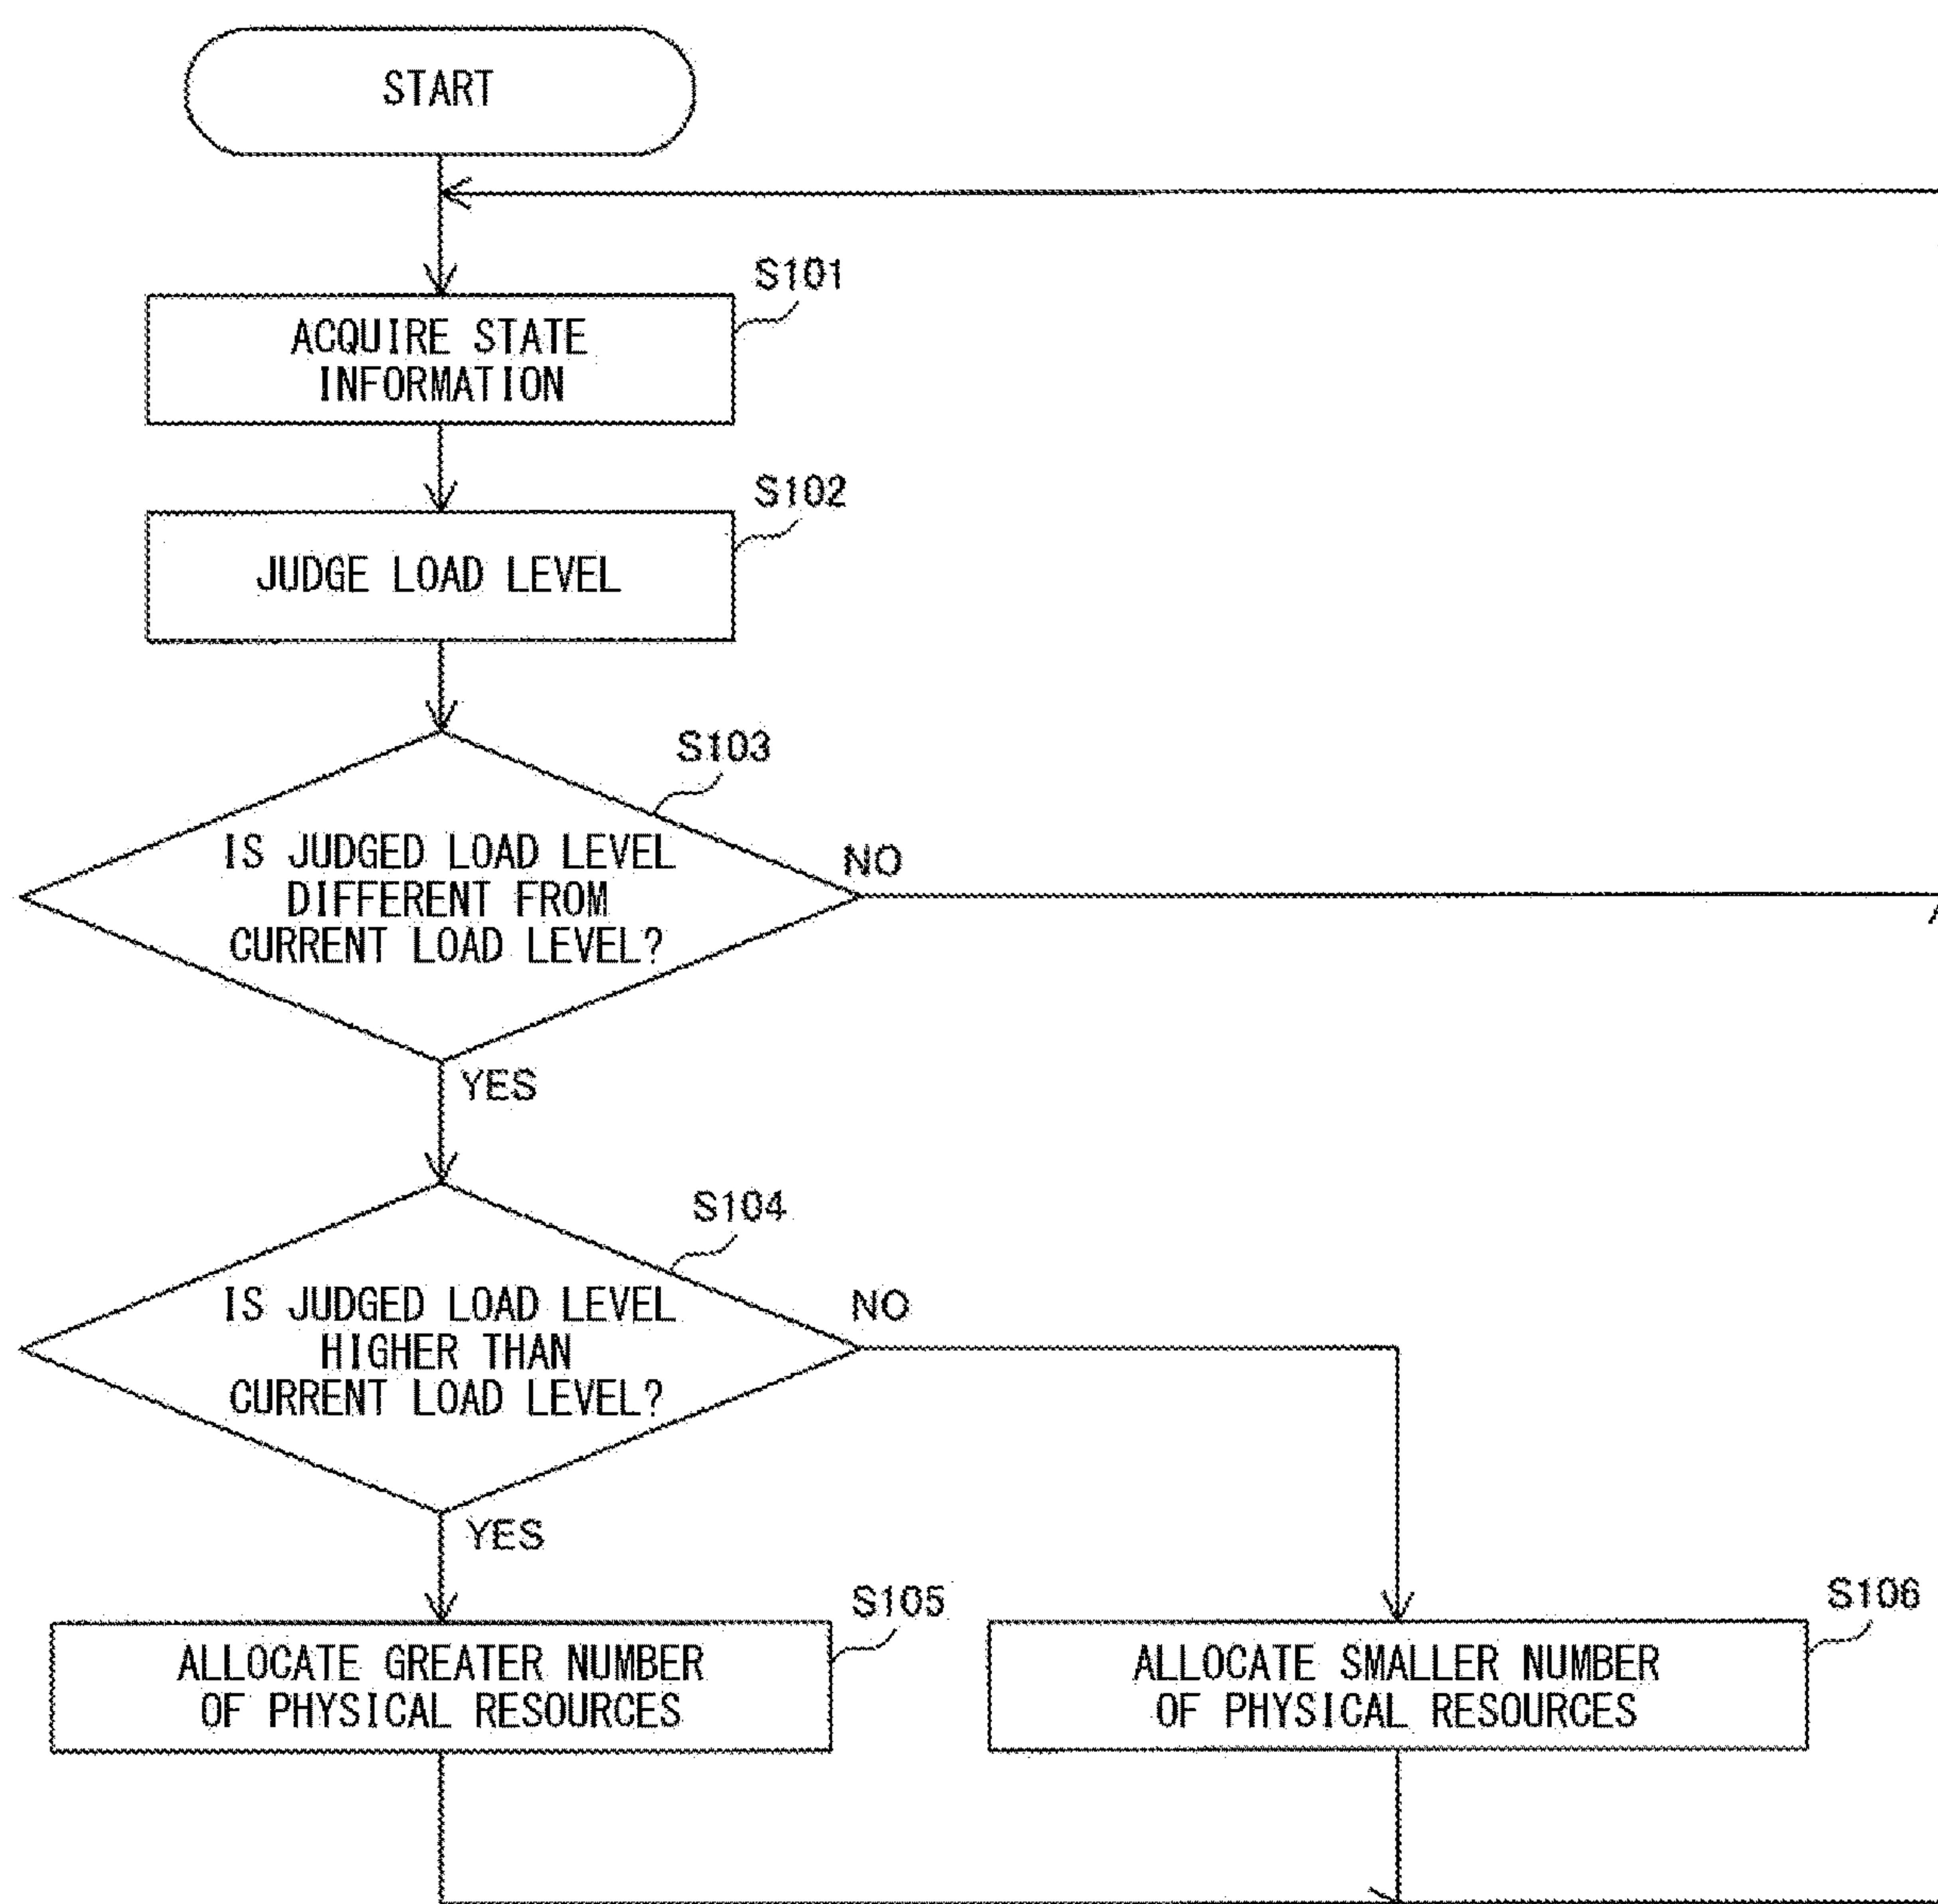 START
S101
ACQUIRE STATE
INFORMATION
S102
JUDGE LOAD LEVEL
S103
IS JUDGED LOAD LEVEL
DIFFERENT FROM
CURRENT LOAD LEVEL?
NO
YES
S104
IS JUDGED LOAD LEVEL
HIGHER THAN
CURRENT LOAD LEVEL?
NO
YES
S105
ALLOCATE GREATER NUMBER
OF PHYSICAL RESOURCES
S106
ALLOCATE SMALLER NUMBER
OF PHYSICAL RESOURCES